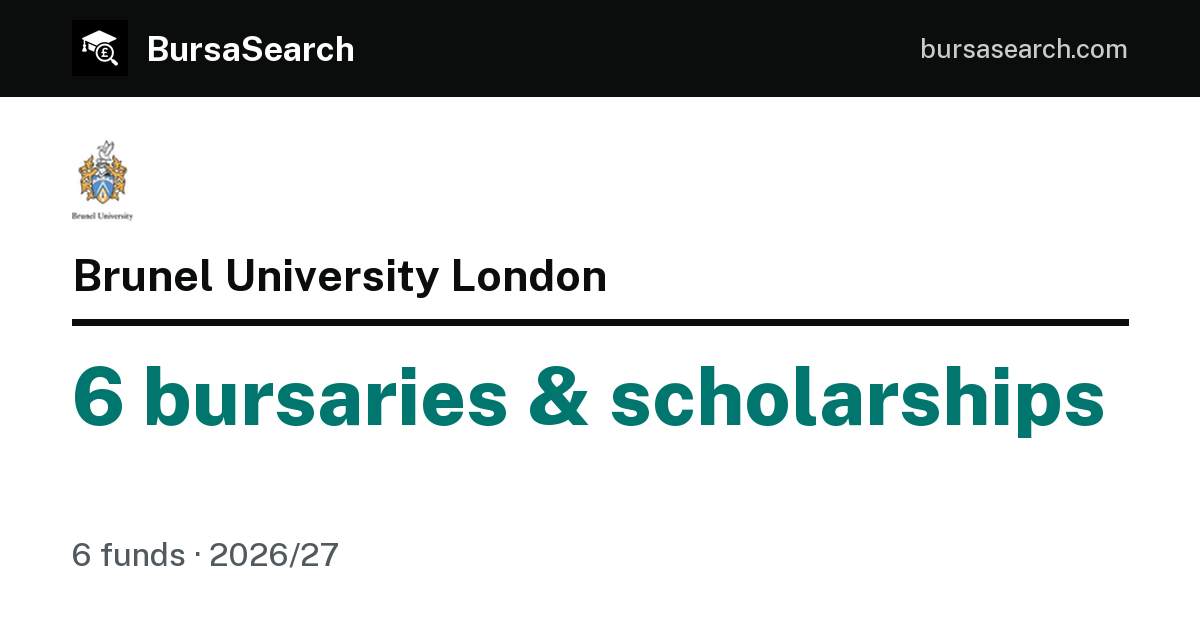 £
BursaSearch
bursasearch.com
Brunel University
Brunel University London
6 bursaries & scholarships
6 funds · 2026/27